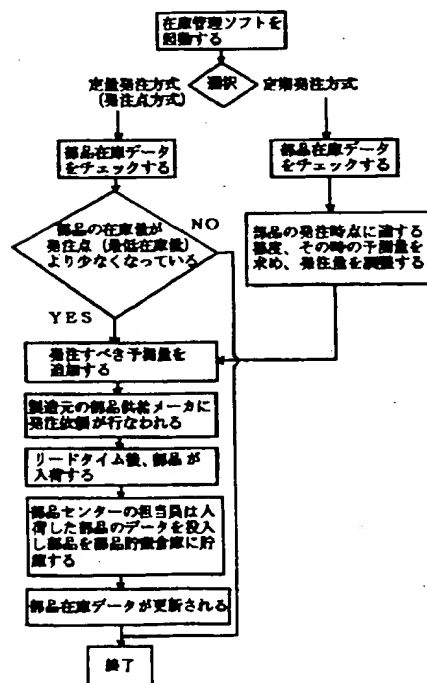 在庫管理ソフトを
起動する
選択
定量発注方式
(発注点方式)
定期発注方式
部品在庫データ
をチェックする
部品在庫データ
をチェックする
部品の在庫量が
発注点(最低在庫量)
より少なくなっている
NO
YES
部品の発注時点に達する
都度、その時の予測量を
求め、発注量を調整する
発注すべき予測量を
追加する
製造元の部品供給メーカに
発注依頼が行なわれる
リードタイム後、部品が
入荷する
部品センターの担当員は入
荷した部品のデータを投入
し部品を部品貯蔵倉庫に貯
蔵する
部品在庫データが更新される
終了